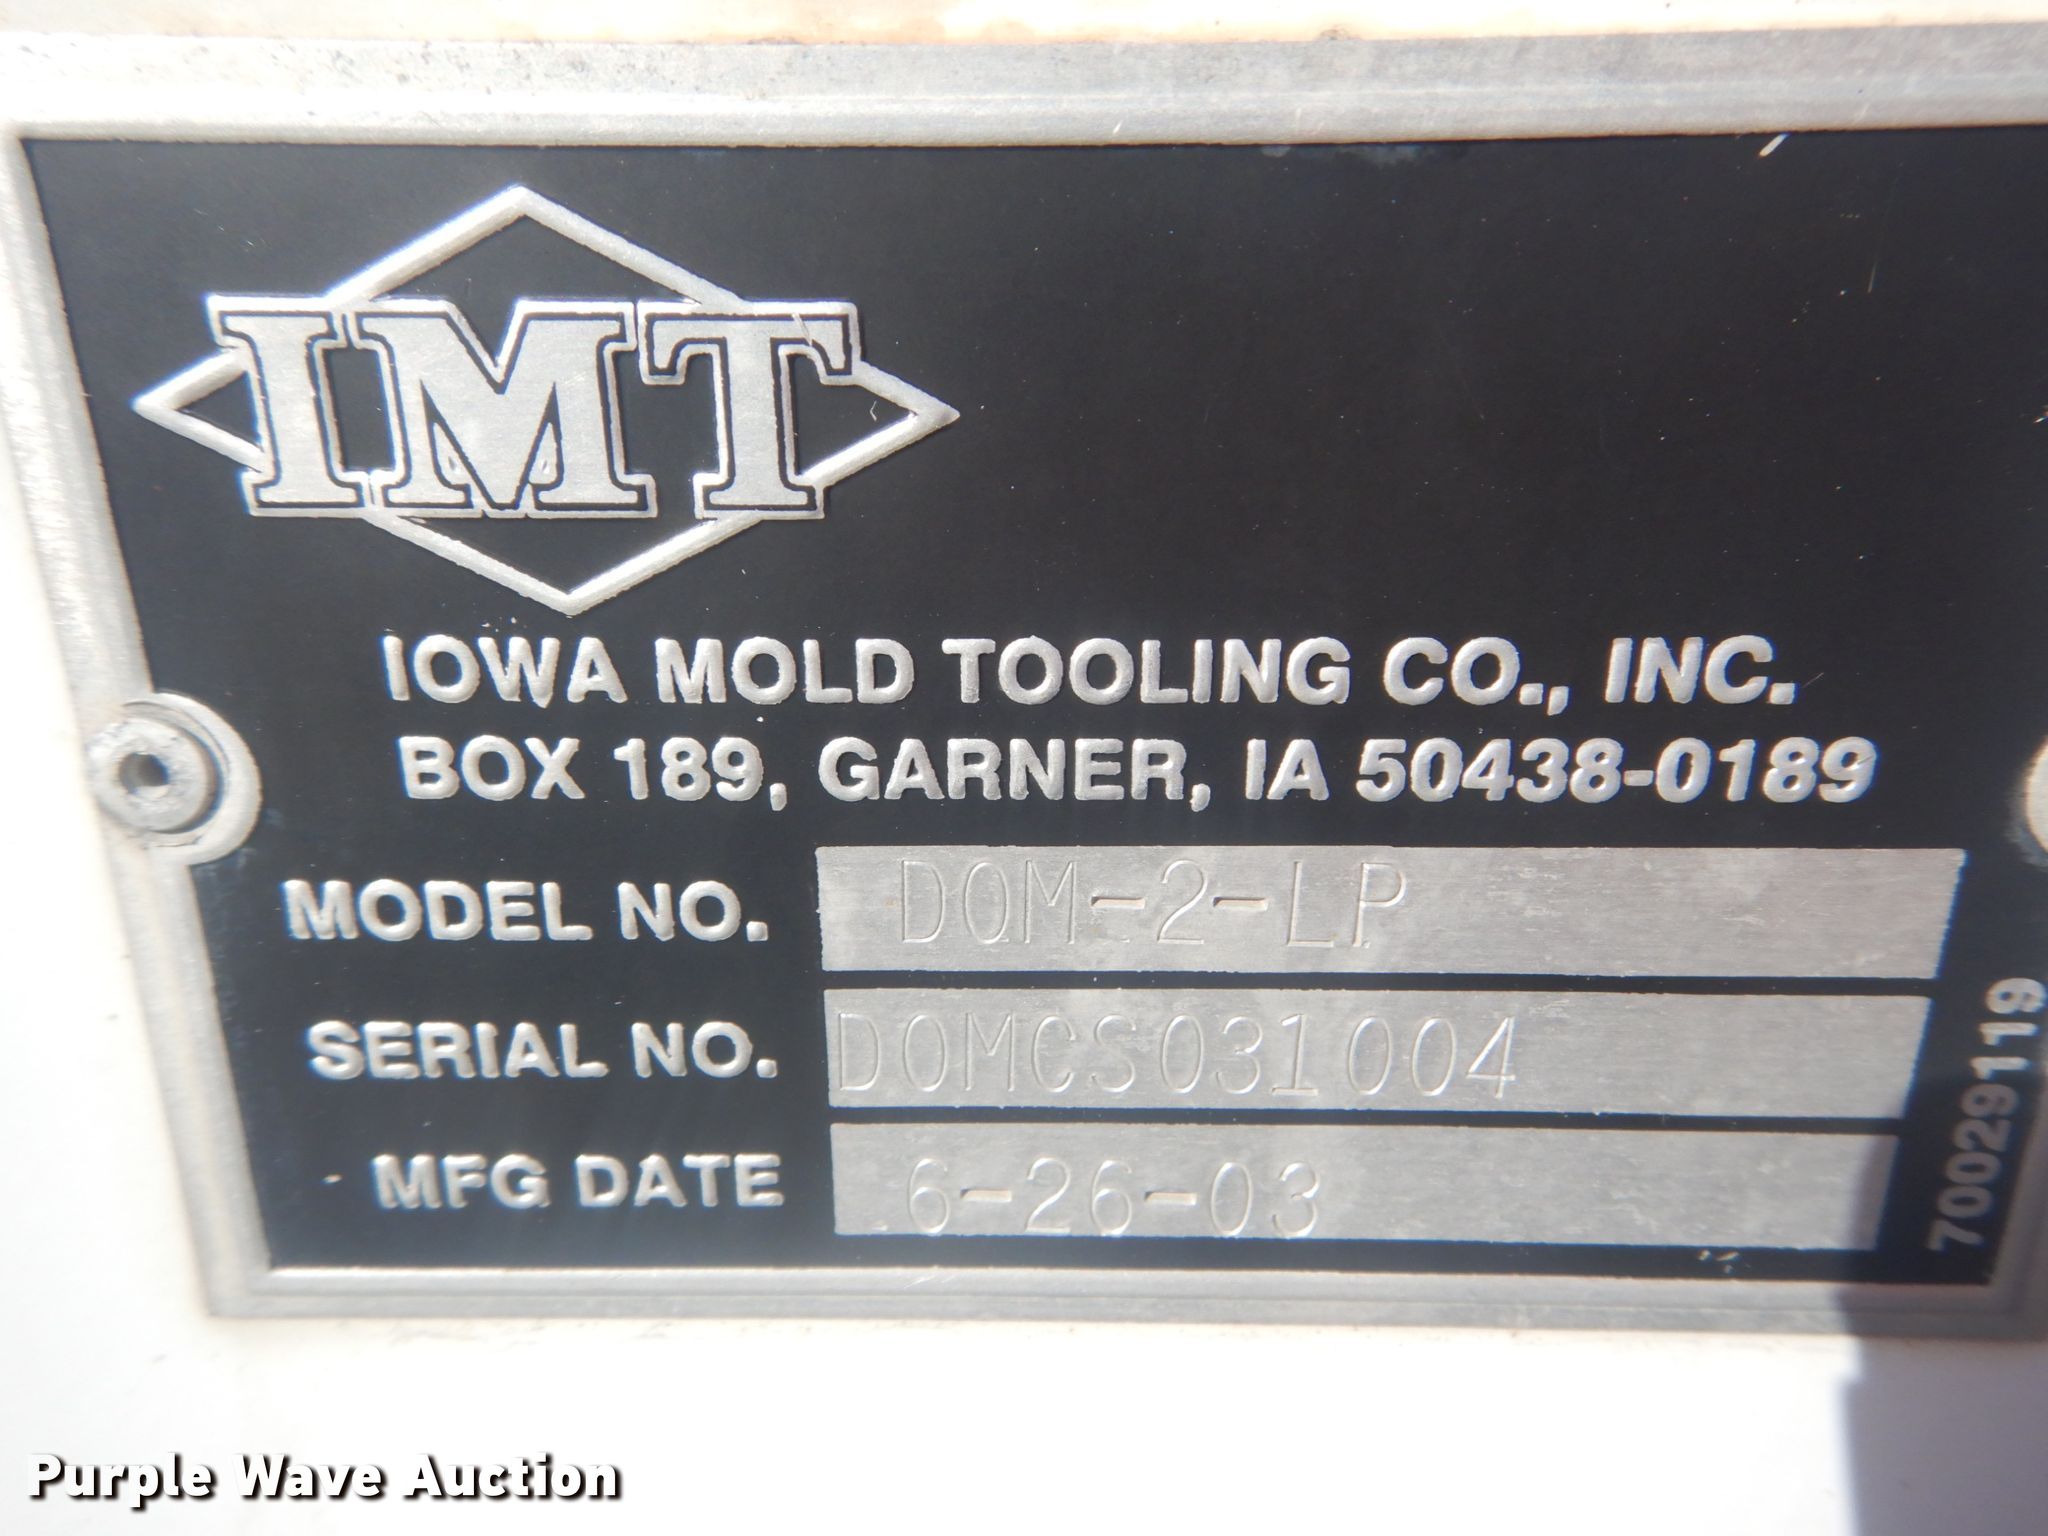 IMT
IOWA MOLD TOOLING CO., INC.
BOX 189, GARNER, IA 50438-0189
MODEL NO. DOM-2-LP
SERIAL NO. DOMCS031004
MFG DATE 6-26-03
70029119
Purple Wave Auction